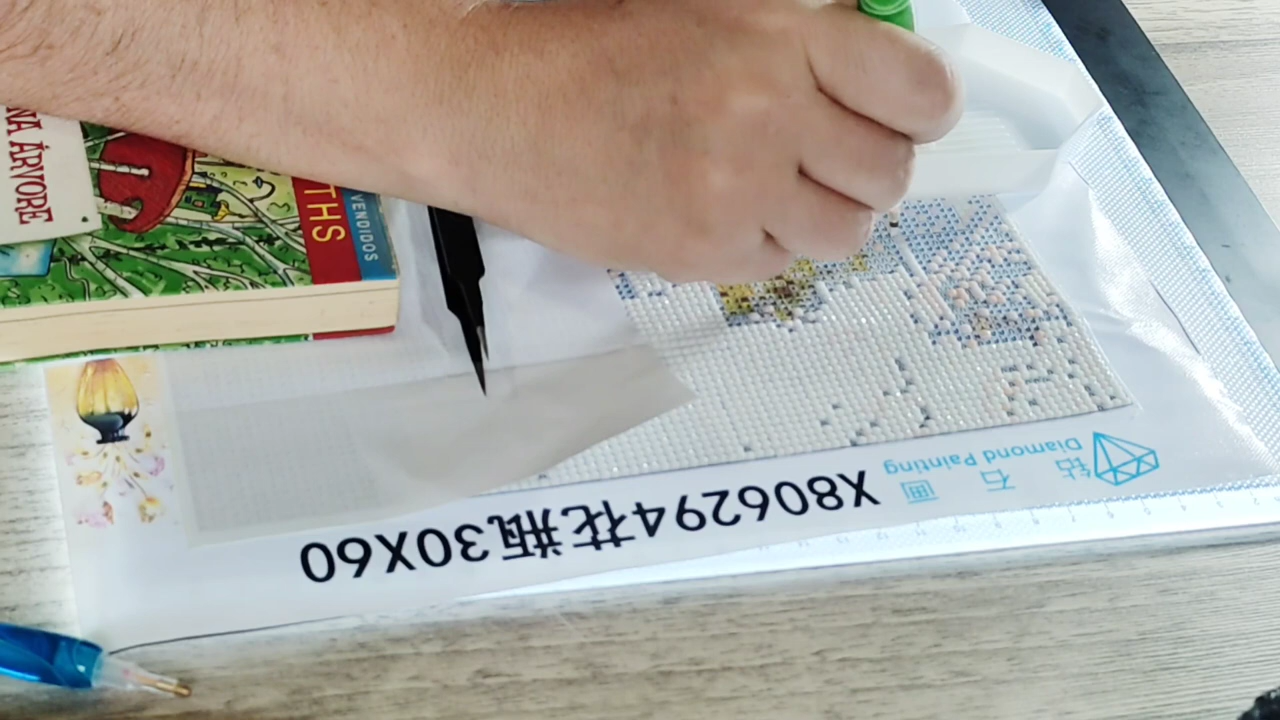 NA ÁRVORE
THS
VENDIDOS
Diamond Painting
钻 石 画
X806294花瓶30X60